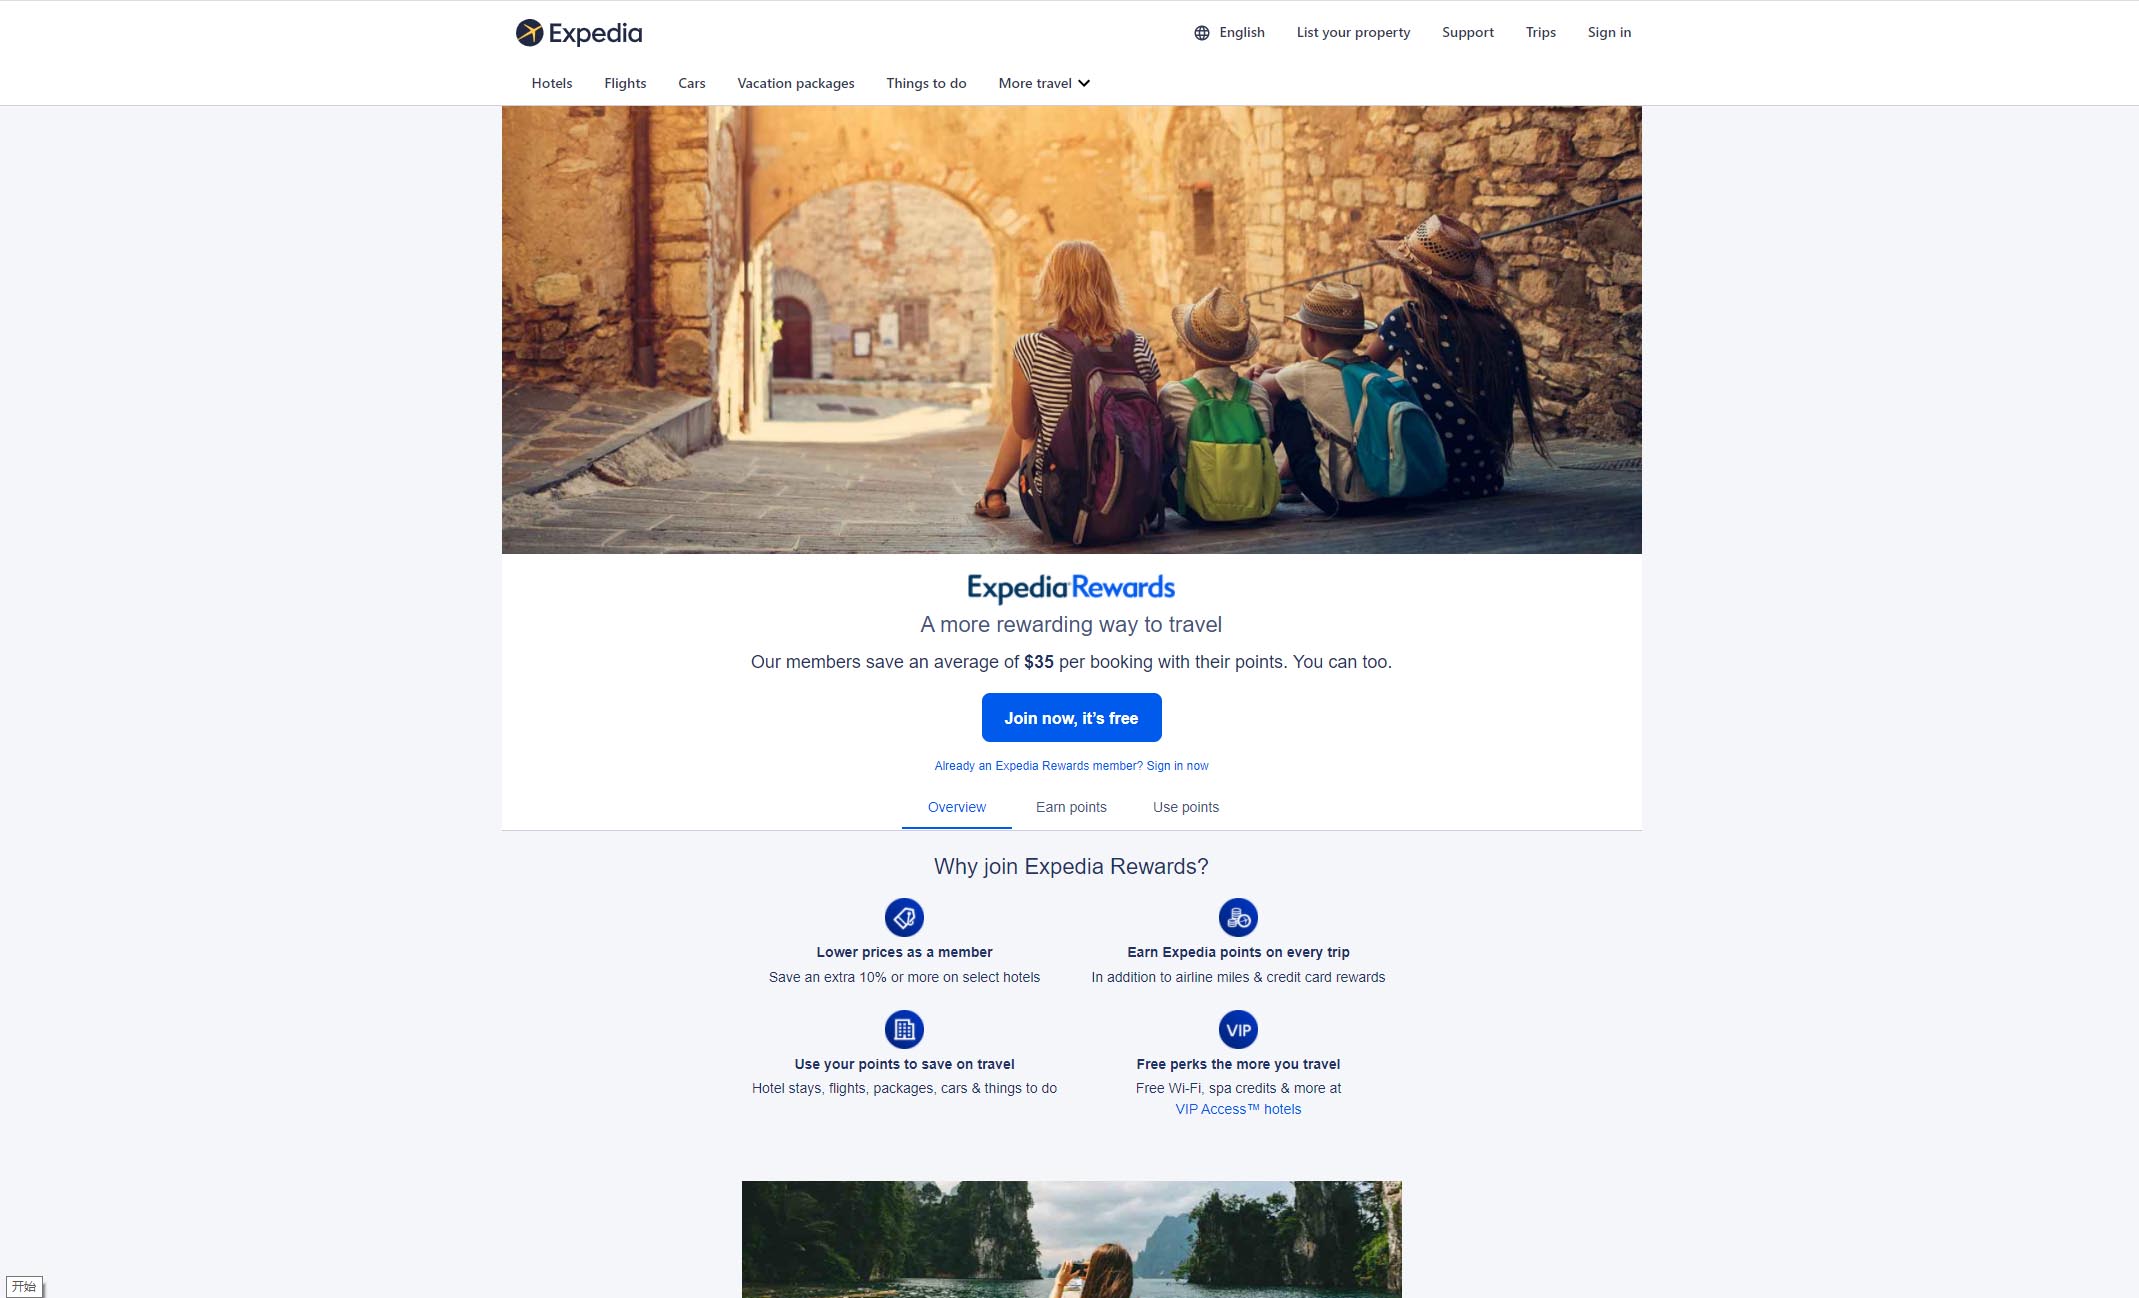 Expedia
English
List your property
Support
Trips
Sign in
Hotels
Flights
Cars
Vacation packages
Things to do
More travel
Expedia Rewards
A more rewarding way to travel
Our members save an average of $35 per booking with their points. You can too.
Join now, it’s free
Already an Expedia Rewards member? Sign in now
Overview
Earn points
Use points
Why join Expedia Rewards?
Lower prices as a member
Save an extra 10% or more on select hotels
Earn Expedia points on every trip
In addition to airline miles & credit card rewards
Use your points to save on travel
Hotel stays, flights, packages, cars & things to do
VIP
Free perks the more you travel
Free Wi-Fi, spa credits & more at
VIP Access™ hotels
开始